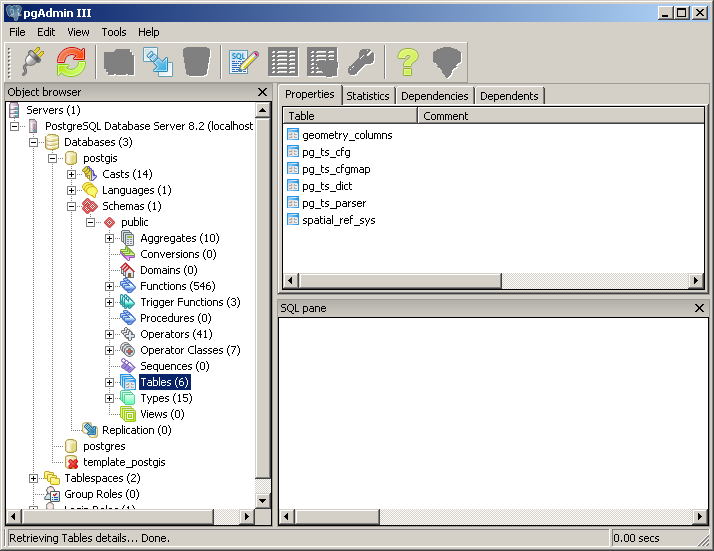 pgAdmin III
File Edit View Tools Help
SQL
Object browser
Servers (1)
PostgreSQL Database Server 8.2 (localhost
Databases (3)
postgis
Casts (14)
Languages (1)
Schemas (1)
public
Aggregates (10)
Conversions (0)
Domains (0)
Functions (546)
Trigger Functions (3)
Procedures (0)
Operators (41)
Operator Classes (7)
Sequences (0)
Tables (6)
Types (15)
Views (0)
Replication (0)
postgres
template_postgis
Tablespaces (2)
Group Roles (0)
Login Roles (1)
Properties Statistics Dependencies Dependents
Table Comment
geometry_columns
pg_ts_cfg
pg_ts_cfgmap
pg_ts_dict
pg_ts_parser
spatial_ref_sys
SQL pane
Retrieving Tables details... Done. 0.00 secs